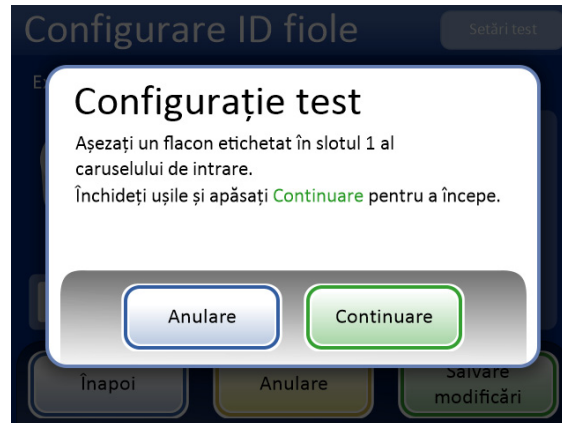 Configurare ID fiole
Setări test
Configurație test
Așezați un flacon etichetat în slotul 1 al
caruselului de intrare.
Închideți ușile și apăsați Continuare pentru a începe.
Anulare
Continuare
Înapoi
Anulare
Salvare
modificări